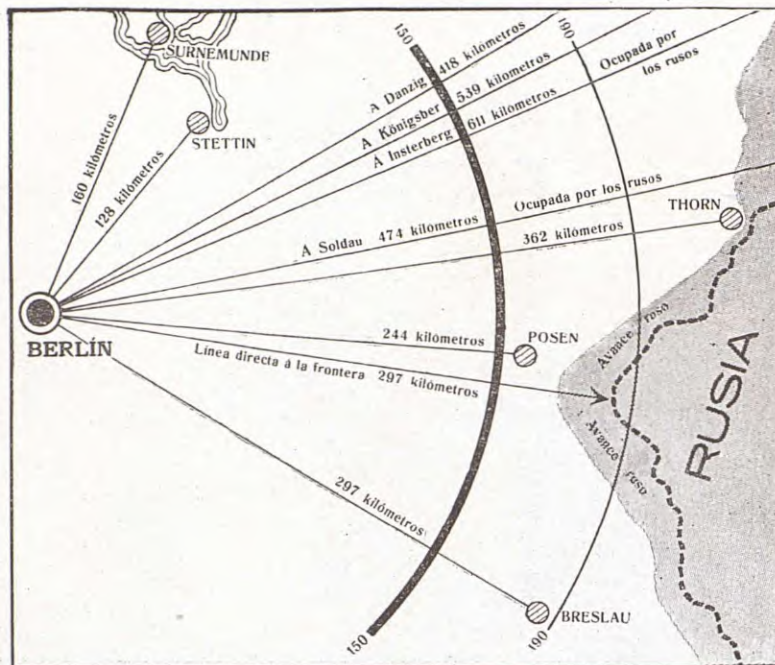 SURNEMUNDE
STETTIN
160 kilómetros
128 kilómetros
BERLÍN
150
190
A Danzig 418 kilómetros
A Königsber 539 kilómetros
A Insterberg 611 kilómetros
Ocupada por
los rusos
A Soldau 474 kilómetros Ocupada por los rusos
362 kilómetros
THORN
244 kilómetros
POSEN
Línea directa á la frontera 297 kilómetros
Avance ruso
Avance ruso
RUSIA
297 kilómetros
BRESLAU
150
190